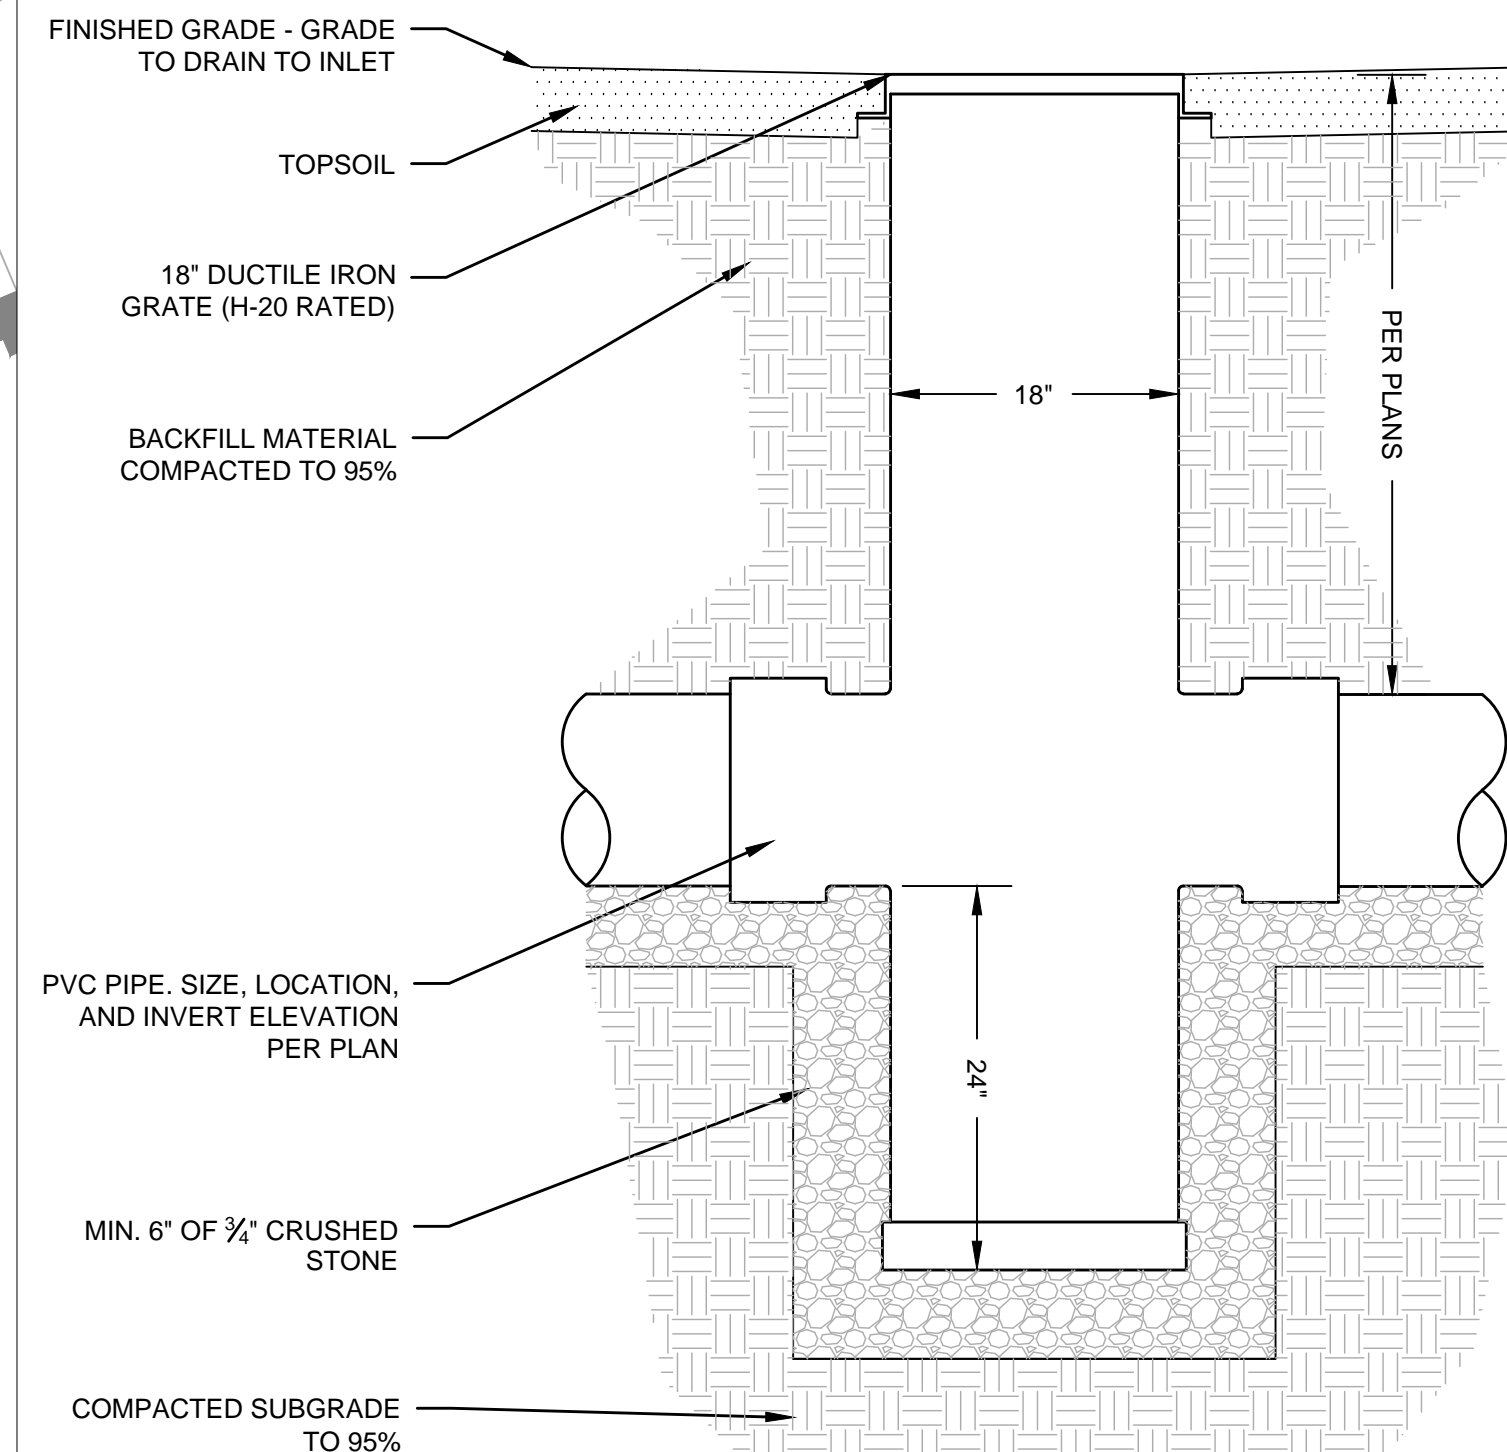 FINISHED GRADE - GRADE
TO DRAIN TO INLET
TOPSOIL
18" DUCTILE IRON
GRATE (H-20 RATED)
BACKFILL MATERIAL
COMPACTED TO 95%
18"
PER PLANS
PVC PIPE. SIZE, LOCATION,
AND INVERT ELEVATION
PER PLAN
24"
MIN. 6" OF ¾" CRUSHED
STONE
COMPACTED SUBGRADE
TO 95%